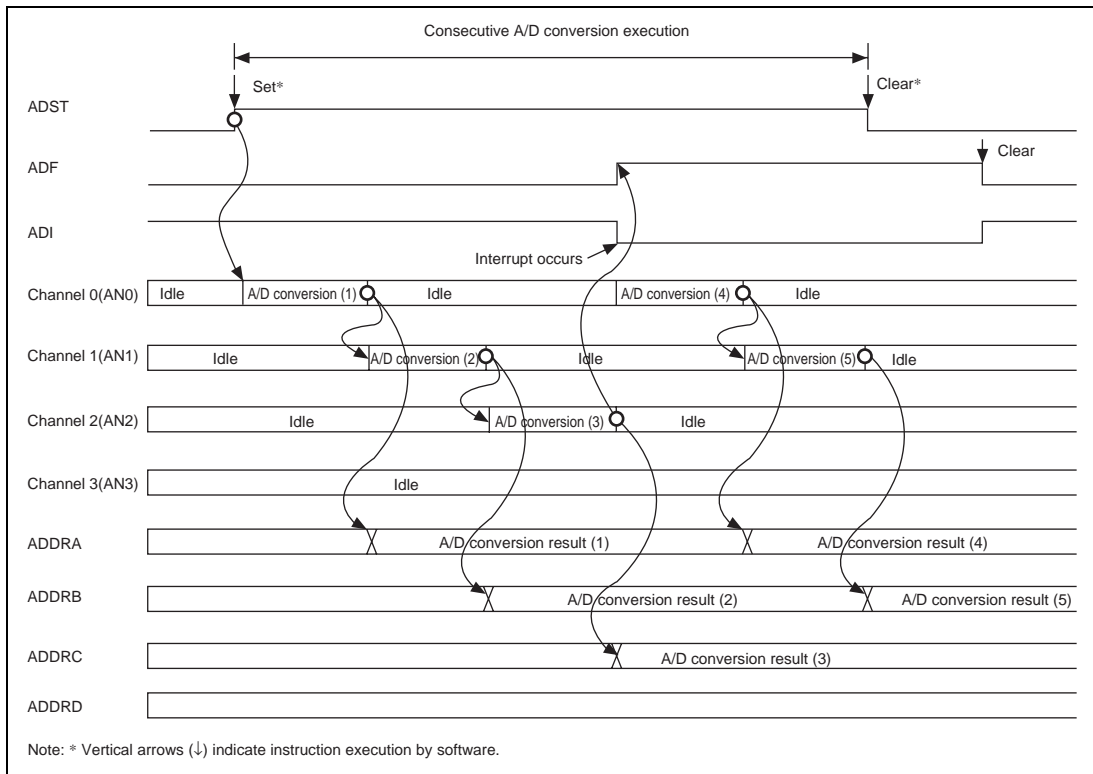 Consecutive A/D conversion execution
Set*
Clear*
ADST
Clear
ADF
ADI
Interrupt occurs
Channel 0(AN0)
Idle
A/D conversion (1)
Idle
A/D conversion (4)
Idle
Channel 1(AN1)
Idle
A/D conversion (2)
Idle
A/D conversion (5)
Idle
Channel 2(AN2)
Idle
A/D conversion (3)
Idle
Channel 3(AN3)
Idle
ADDRA
A/D conversion result (1)
A/D conversion result (4)
ADDRB
A/D conversion result (2)
A/D conversion result (5)
ADDRC
A/D conversion result (3)
ADDRD
Note: * Vertical arrows (↓) indicate instruction execution by software.